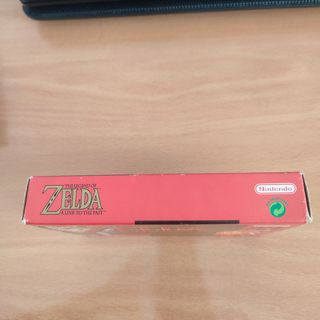 THE LEGEND OF
ZELDA
A LINK TO THE PAST
Nintendo